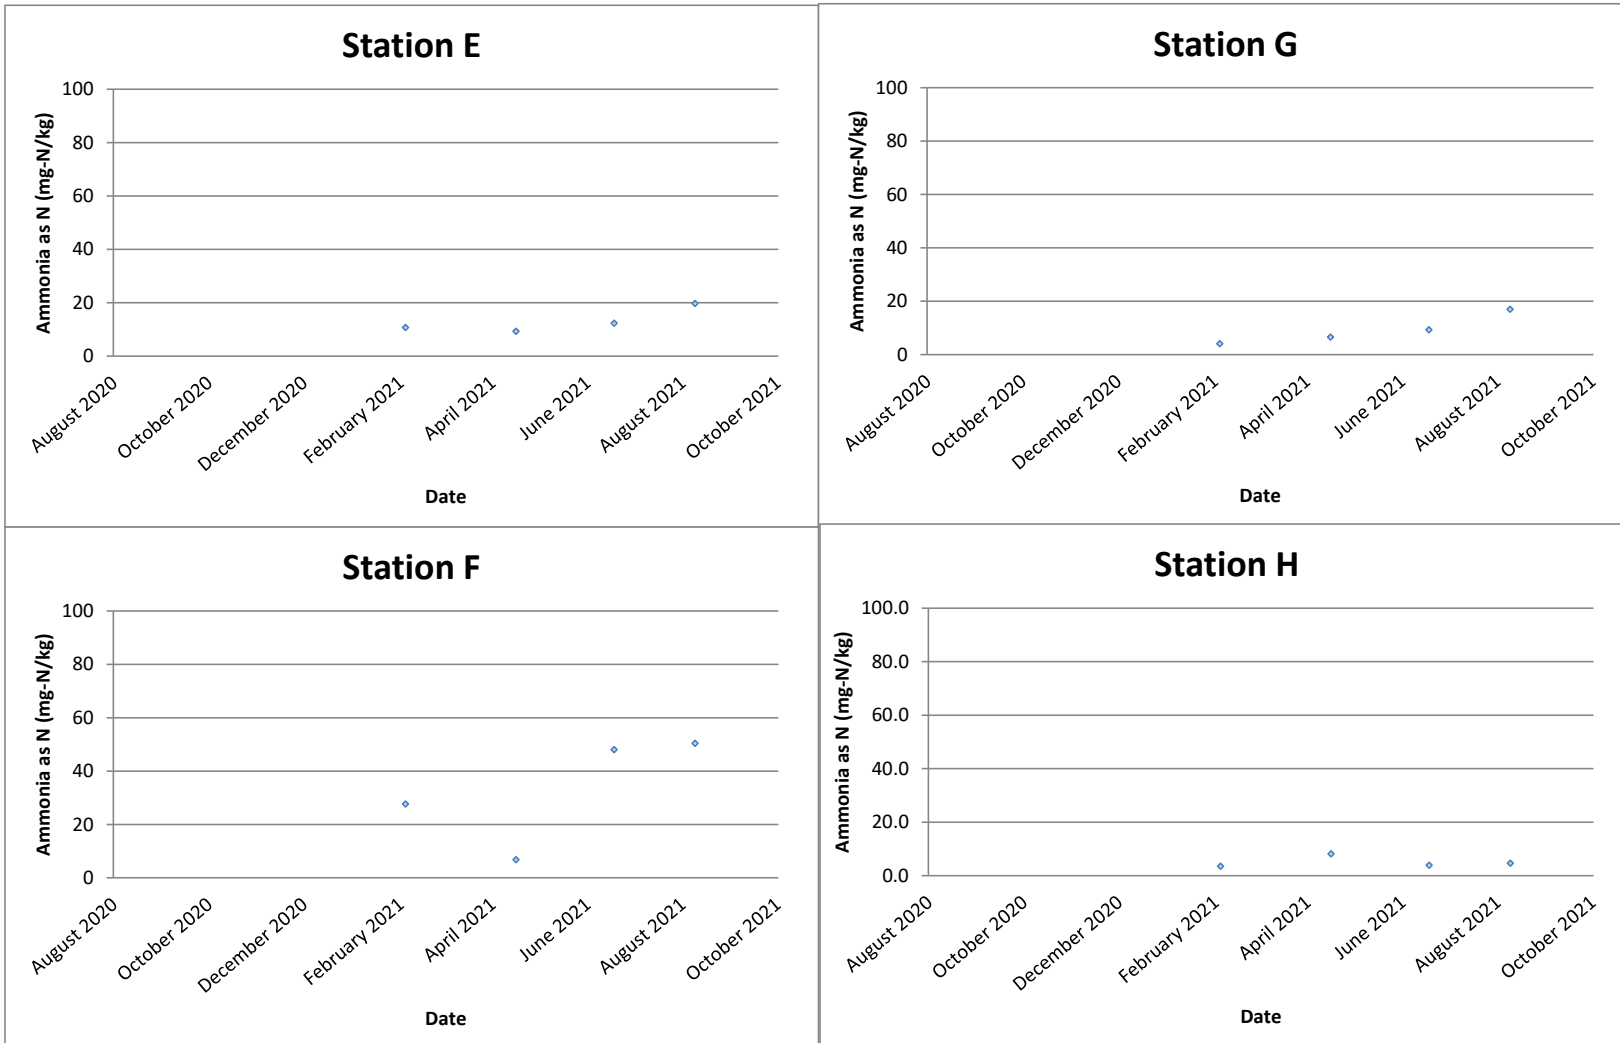 Station E
Ammonia as N (mg-N/kg)
100
80
60
40
20
0
August 2020
October 2020
December 2020
February 2021
April 2021
June 2021
August 2021
October 2021
Date
Station G
Ammonia as N (mg-N/kg)
100
80
60
40
20
0
August 2020
October 2020
December 2020
February 2021
April 2021
June 2021
August 2021
October 2021
Date
Station F
Ammonia as N (mg-N/kg)
100
80
60
40
20
0
August 2020
October 2020
December 2020
February 2021
April 2021
June 2021
August 2021
October 2021
Date
Station H
Ammonia as N (mg-N/kg)
100.0
80.0
60.0
40.0
20.0
0.0
August 2020
October 2020
December 2020
February 2021
April 2021
June 2021
August 2021
October 2021
Date